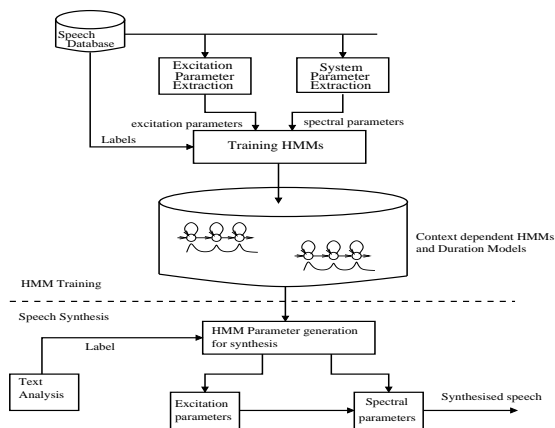 Speech
Database
Excitation
Parameter
Extraction
System
Parameter
Extraction
excitation parameters
spectral parameters
Labels
Training HMMs
Context dependent HMMs
and Duration Models
HMM Training
Speech Synthesis
HMM Parameter generation
for synthesis
Label
Text
Analysis
Excitation
parameters
Spectral
parameters
Synthesised speech